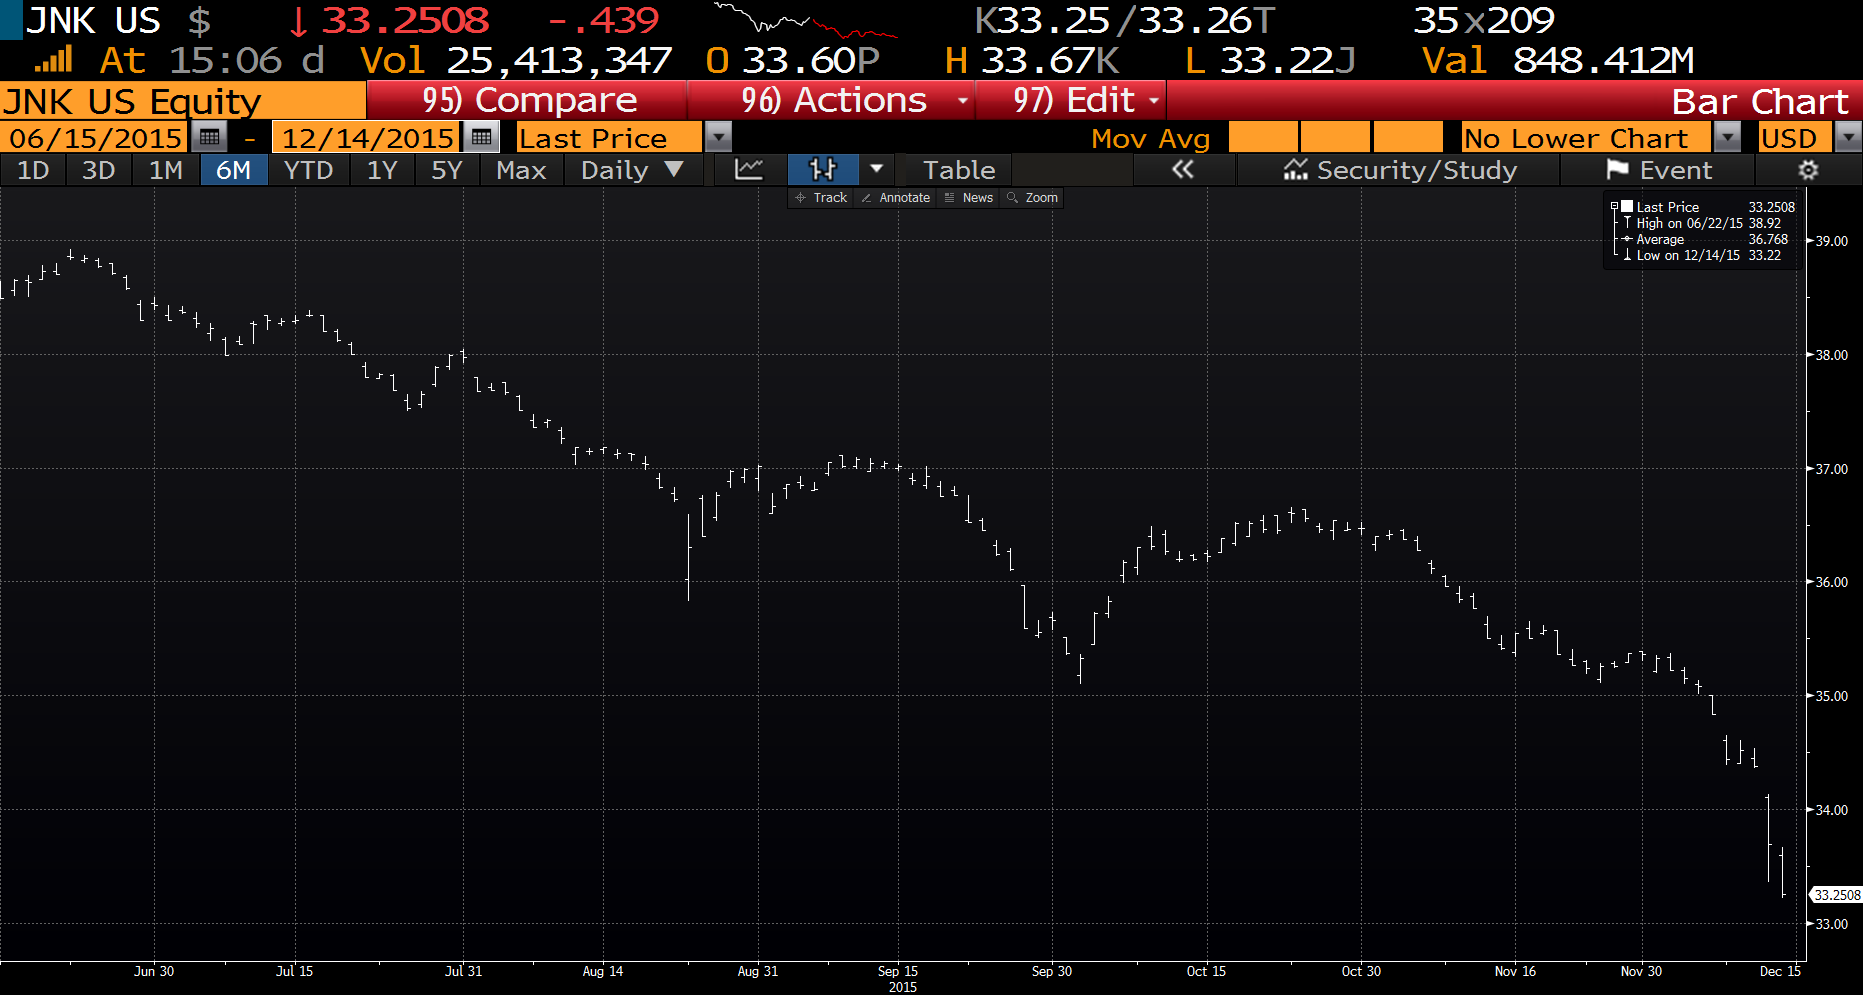 JNK US $ ↓ 33.2508 -.439 K33.25/33.26T 35x209
At 15:06 d Vol 25,413,347 O 33.60P H 33.67K L 33.22J Val 848.412M
JNK US Equity 95) Compare 96) Actions 97) Edit Bar Chart
06/15/2015 - 12/14/2015 Last Price Mov Avg No Lower Chart USD
1D 3D 1M 6M YTD 1Y 5Y Max Daily ▼ Table « Security/Study Event
Track Annotate News Zoom
Last Price 33.2508
High on 06/22/15 38.92
Average 36.768
Low on 12/14/15 33.22
39.00
38.00
37.00
36.00
35.00
34.00
33.2508
33.00
Jun 30 Jul 15 Jul 31 Aug 14 Aug 31 Sep 15 Sep 30 Oct 15 Oct 30 Nov 16 Nov 30 Dec 15
2015